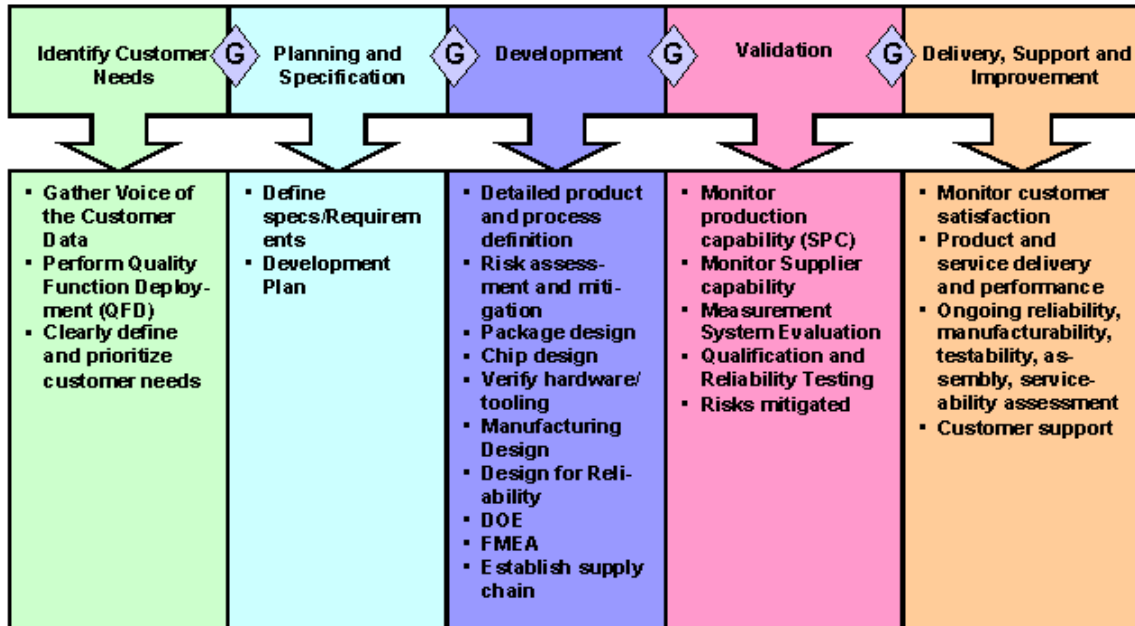 Identify Customer
Needs
G
Planning and
Specification
G
Development
G
Validation
G
Delivery, Support and
Improvement
▪ Gather Voice of
the Customer
Data
▪ Perform Quality
Function Deploy-
ment (QFD)
▪ Clearly define
and prioritize
customer needs
▪ Define
specs/Requirem
ents
▪ Development
Plan
▪ Detailed product
and process
definition
▪ Risk assess-
ment and miti-
gation
▪ Package design
▪ Chip design
▪ Verify hardware/
tooling
▪ Manufacturing
Design
▪ Design for Reli-
ability
▪ DOE
▪ FMEA
▪ Establish supply
chain
▪ Monitor
production
capability (SPC)
▪ Monitor Supplier
capability
▪ Measurement
System Evaluation
▪ Qualification and
Reliability Testing
▪ Risks mitigated
▪ Monitor customer
satisfaction
▪ Product and
service delivery
and performance
▪ Ongoing reliability,
manufacturability,
testability, as-
sembly, service-
ability assessment
▪ Customer support